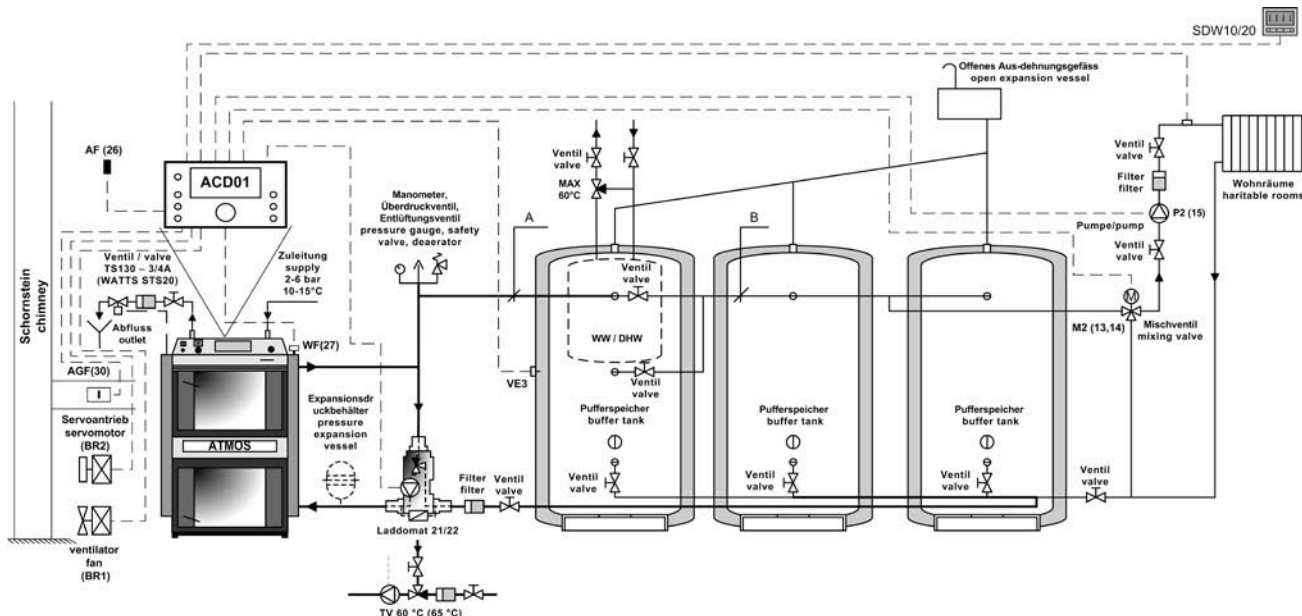 SDW10/20
Offenes Aus-dehnungsgefäss
open expansion vessel
AF (26)
ACD01
Ventil
valve
MAX
60°C
Ventil
valve
Filter
filter
P2 (15)
Pumpe/pump
Ventil
valve
Wohnräume
haritable rooms
Manometer,
Überdruckventil,
Entlüftungsventil
pressure gauge, safety
valve, deaerator
A
B
Ventil / valve
TS130 – 3/4A
(WATTS STS20)
Zuleitung
supply
2-6 bar
10-15°C
Schornstein
chimney
Abfluss
outlet
WF(27)
Ventil
valve
M
M2 (13,14)
Mischventil
mixing valve
WW / DHW
AGF(30)
I
VE3
Ventil
valve
Servoantrieb
servomotor
(BR2)
ATMOS
Expansionsdr
uckbehälter
pressure
expansion
vessel
Pufferspeicher
buffer tank
Pufferspeicher
buffer tank
Pufferspeicher
buffer tank
Filter
filter
Ventil
valve
Ventil
valve
Ventil
valve
Ventil
valve
Ventil
valve
Laddomat 21/22
ventilator
fan
(BR1)
TV 60 °C (65 °C)